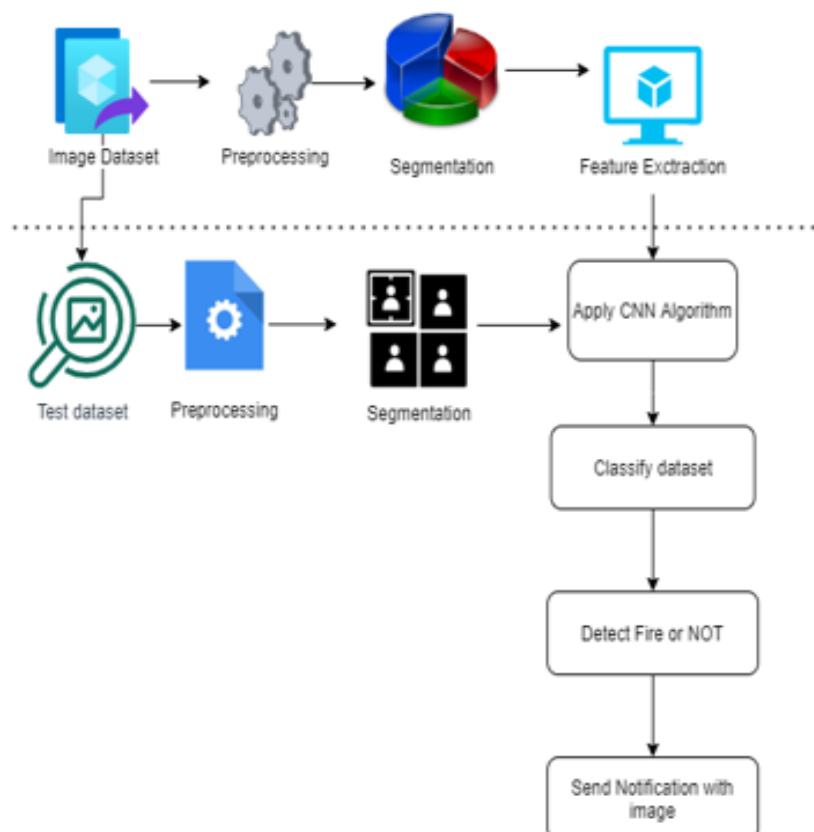 Image Dataset
Preprocessing
Segmentation
Feature Exctraction
Test dataset
Preprocessing
Segmentation
Apply CNN Algorithm
Classify dataset
Detect Fire or NOT
Send Notification with
image